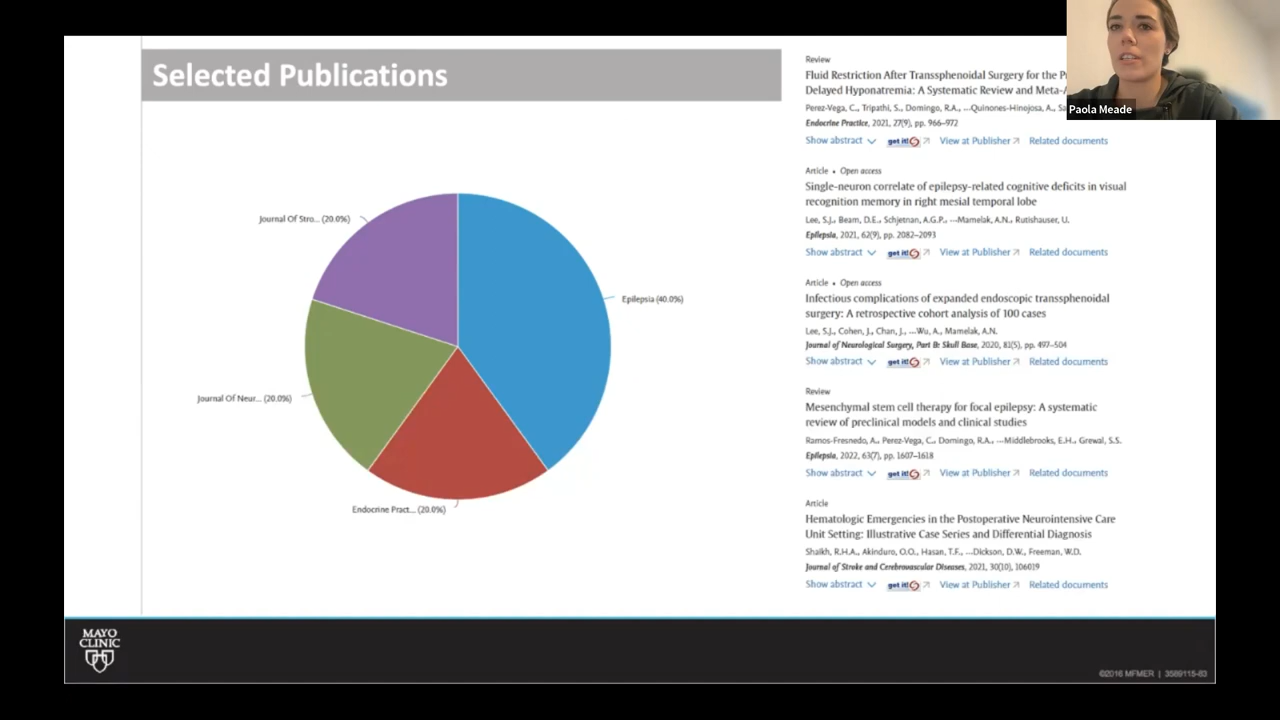 Selected Publications
Journal Of Stro... (20.0%)
Epilepsia (40.0%)
Journal Of Neur... (20.0%)
Endocrine Pract... (20.0%)
Review
Fluid Restriction After Transsphenoidal Surgery for the
Delayed Hyponatremia: A Systematic Review and Meta-
Perez-Vega, C., Tripathi, S., Domingo, R.A., ...Quinones-Hinojosa, A.,
Endocrine Practice, 2021, 27(9), pp. 966–972
Show abstract get it! View at Publisher Related documents
Article • Open access
Single-neuron correlate of epilepsy-related cognitive deficits in visual
recognition memory in right mesial temporal lobe
Lee, S.J., Beam, D.E., Schjetnan, A.G.P., ...Mamelak, A.N., Rutishauser, U.
Epilepsia, 2021, 62(9), pp. 2082–2093
Show abstract get it! View at Publisher Related documents
Article • Open access
Infectious complications of expanded endoscopic transsphenoidal
surgery: A retrospective cohort analysis of 100 cases
Lee, S.J., Cohen, J., Chan, J., ...Wu, A., Mamelak, A.N.
Journal of Neurological Surgery, Part B: Skull Base, 2020, 81(5), pp. 497–504
Show abstract get it! View at Publisher Related documents
Review
Mesenchymal stem cell therapy for focal epilepsy: A systematic
review of preclinical models and clinical studies
Ramos-Fresnedo, A., Perez-Vega, C., Domingo, R.A., ...Middlebrooks, E.H., Grewal, S.S.
Epilepsia, 2022, 63(7), pp. 1607–1618
Show abstract get it! View at Publisher Related documents
Article
Hematologic Emergencies in the Postoperative Neurointensive Care
Unit Setting: Illustrative Case Series and Differential Diagnosis
Shaikh, R.H.A., Akinduro, O.O., Hasan, T.F., ...Dickson, D.W., Freeman, W.D.
Journal of Stroke and Cerebrovascular Diseases, 2021, 30(10), 106019
Show abstract get it! View at Publisher Related documents
Paola Meade
MAYO
CLINIC
©2016 MFMER | 3589115-83